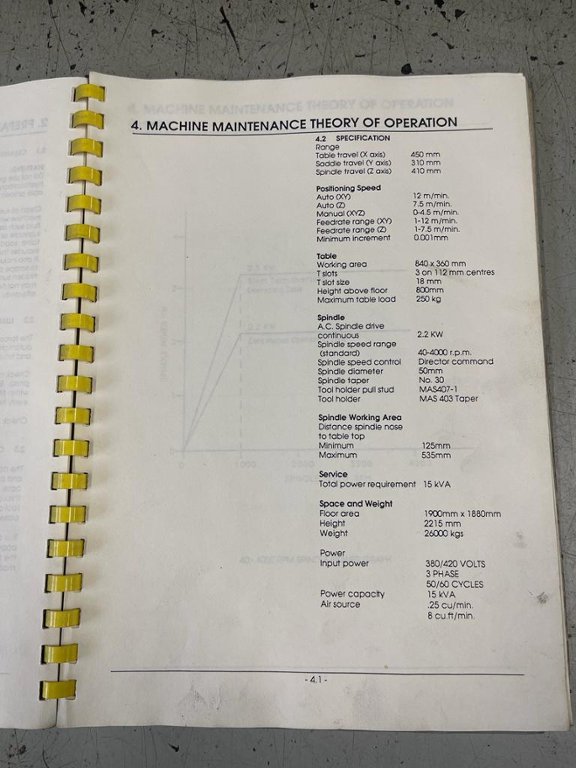 4. MACHINE MAINTENANCE THEORY OF OPERATION
4.2 SPECIFICATION
Range
Table travel (X axis) 450 mm
Saddle travel (Y axis) 310 mm
Spindle travel (Z axis) 410 mm
Positioning Speed
Auto (XY) 12 m/min.
Auto (Z) 7.5 m/min.
Manual (XYZ) 0-4.5 m/min.
Feedrate range (XY) 1-12 m/min.
Feedrate range (Z) 1-7.5 m/min.
Minimum increment 0.001mm
Table
Working area 840 x 360 mm
T slots 3 on 112 mm centres
T slot size 18 mm
Height above floor 800mm
Maximum table load 250 kg
Spindle
A.C. Spindle drive
continuous 2.2 KW
Spindle speed range
(standard) 40-4000 r.p.m.
Spindle speed control Director command
Spindle diameter 50mm
Spindle taper No. 30
Tool holder pull stud MAS407-1
Tool holder MAS 403 Taper
Spindle Working Area
Distance spindle nose
to table top
Minimum 125mm
Maximum 535mm
Service
Total power requirement 15 kVA
Space and Weight
Floor area 1900mm x 1880mm
Height 2215 mm
Weight 26000 kgs
Power
Input power 380/420 VOLTS
3 PHASE
50/60 CYCLES
Power capacity 15 kVA
Air source .25 cu/min.
8 cu.ft/min.
- 4.1 -